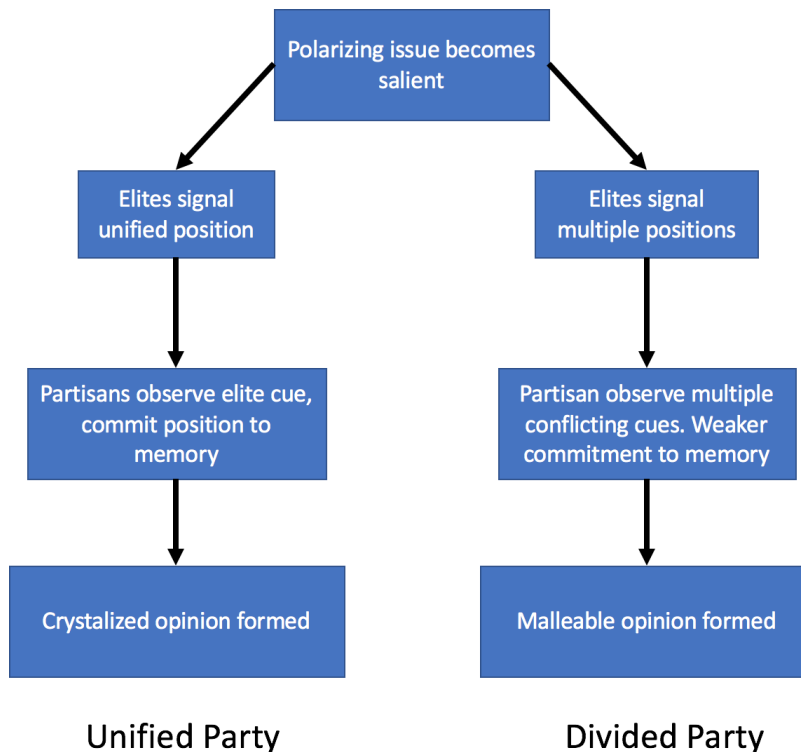 Polarizing issue becomes
salient
Elites signal
unified position
Elites signal
multiple positions
Partisans observe elite cue,
commit position to
memory
Partisan observe multiple
conflicting cues. Weaker
commitment to memory
Crystalized opinion formed
Malleable opinion formed
Unified Party
Divided Party